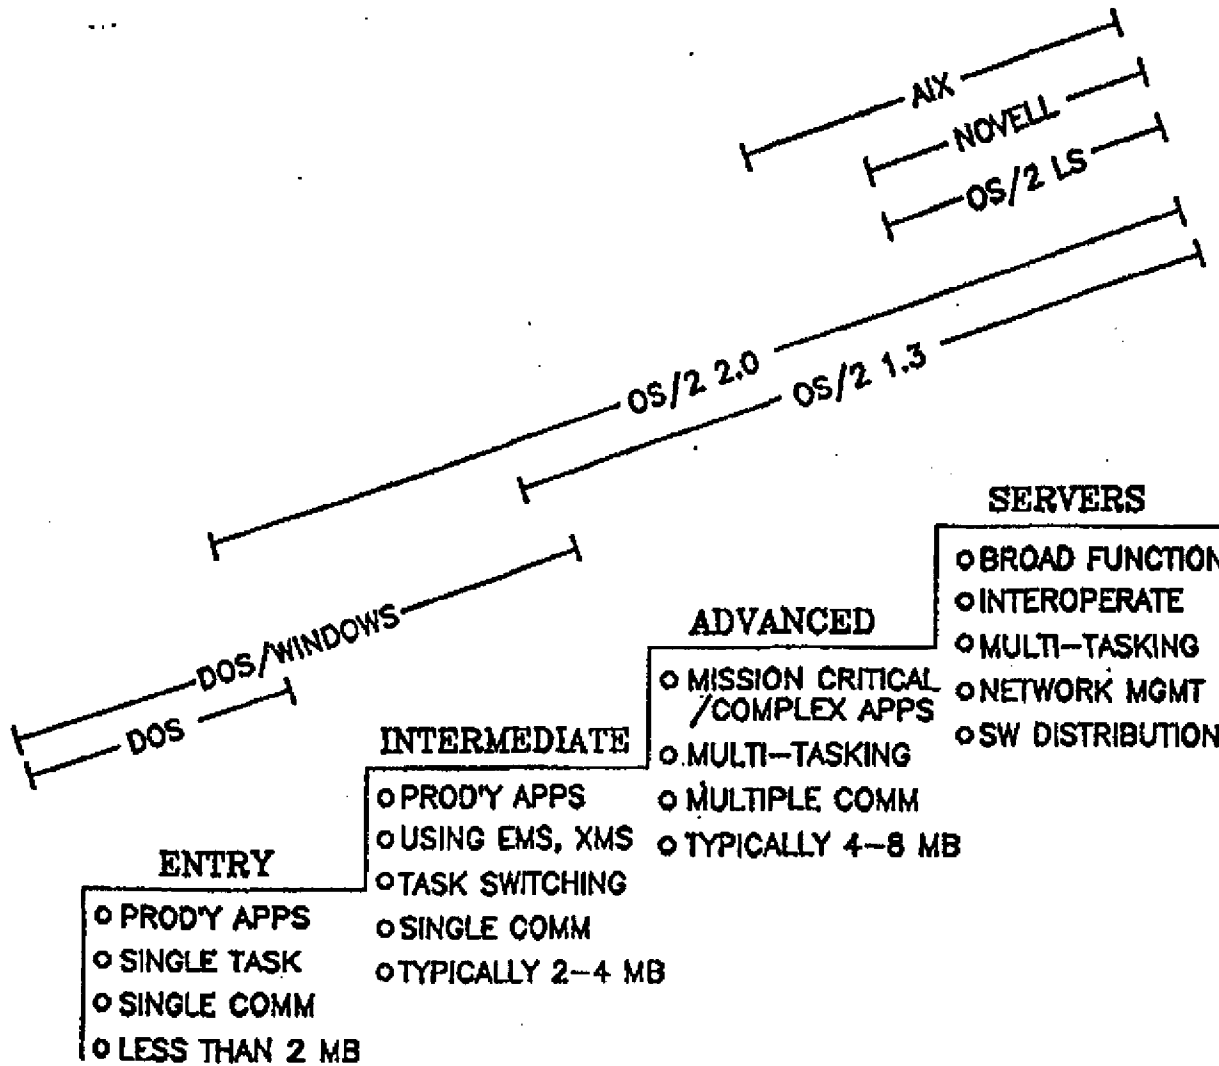 AIX
NOVELL
OS/2 LS
OS/2 2.0
OS/2 1.3
DOS/WINDOWS
DOS
SERVERS
o BROAD FUNCTION
o INTEROPERATE
o MULTI-TASKING
o NETWORK MGMT
o SW DISTRIBUTION
ADVANCED
o MISSION CRITICAL
/COMPLEX APPS
o MULTI-TASKING
o MULTIPLE COMM
o TYPICALLY 4-8 MB
INTERMEDIATE
o PROD'Y APPS
o USING EMS, XMS
o TASK SWITCHING
o SINGLE COMM
o TYPICALLY 2-4 MB
ENTRY
o PROD'Y APPS
o SINGLE TASK
o SINGLE COMM
o LESS THAN 2 MB